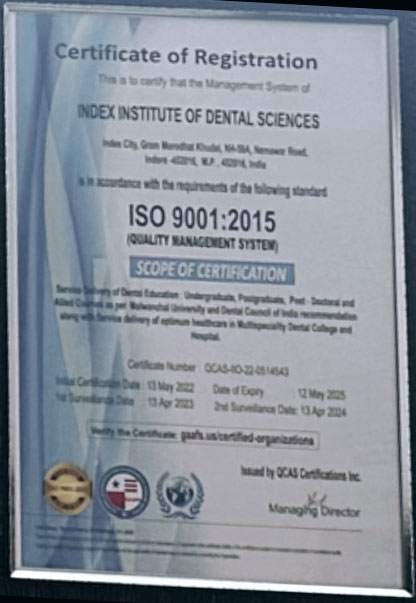 Certificate of Registration
This is to certify that the Management System of
INDEX INSTITUTE OF DENTAL SCIENCES
Index City, Gram Morodhat Khudel, NH-59A, Nemawar Road,
Indore -452016, M.P., 452016, India
is in accordance with the requirements of the following standard
ISO 9001:2015
(QUALITY MANAGEMENT SYSTEM)
SCOPE OF CERTIFICATION
Service Delivery of Dental Education : Undergraduate, Postgraduate, Post - Doctoral and
Allied Courses as per Malwanchal University and Dental Council of India recommendation
along with Service delivery of optimum healthcare in Multispeciality Dental College and
Hospital.
Certificate Number : QCAS-IIO-22-0514543
Initial Certification Date : 13 May 2022 Date of Expiry : 12 May 2025
1st Surveillance Date : 13 Apr 2023 2nd Surveillance Date: 13 Apr 2024
Verify the Certificate: gaafs.us/certified-organizations
Issued by QCAS Certifications Inc.
Managing Director